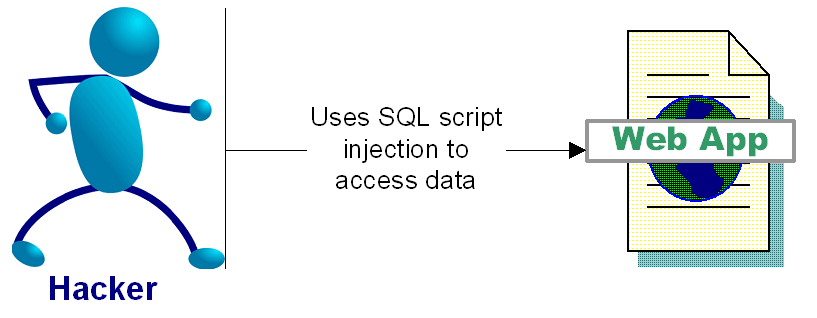 Uses SQL script
injection to
access data
Web App
Hacker